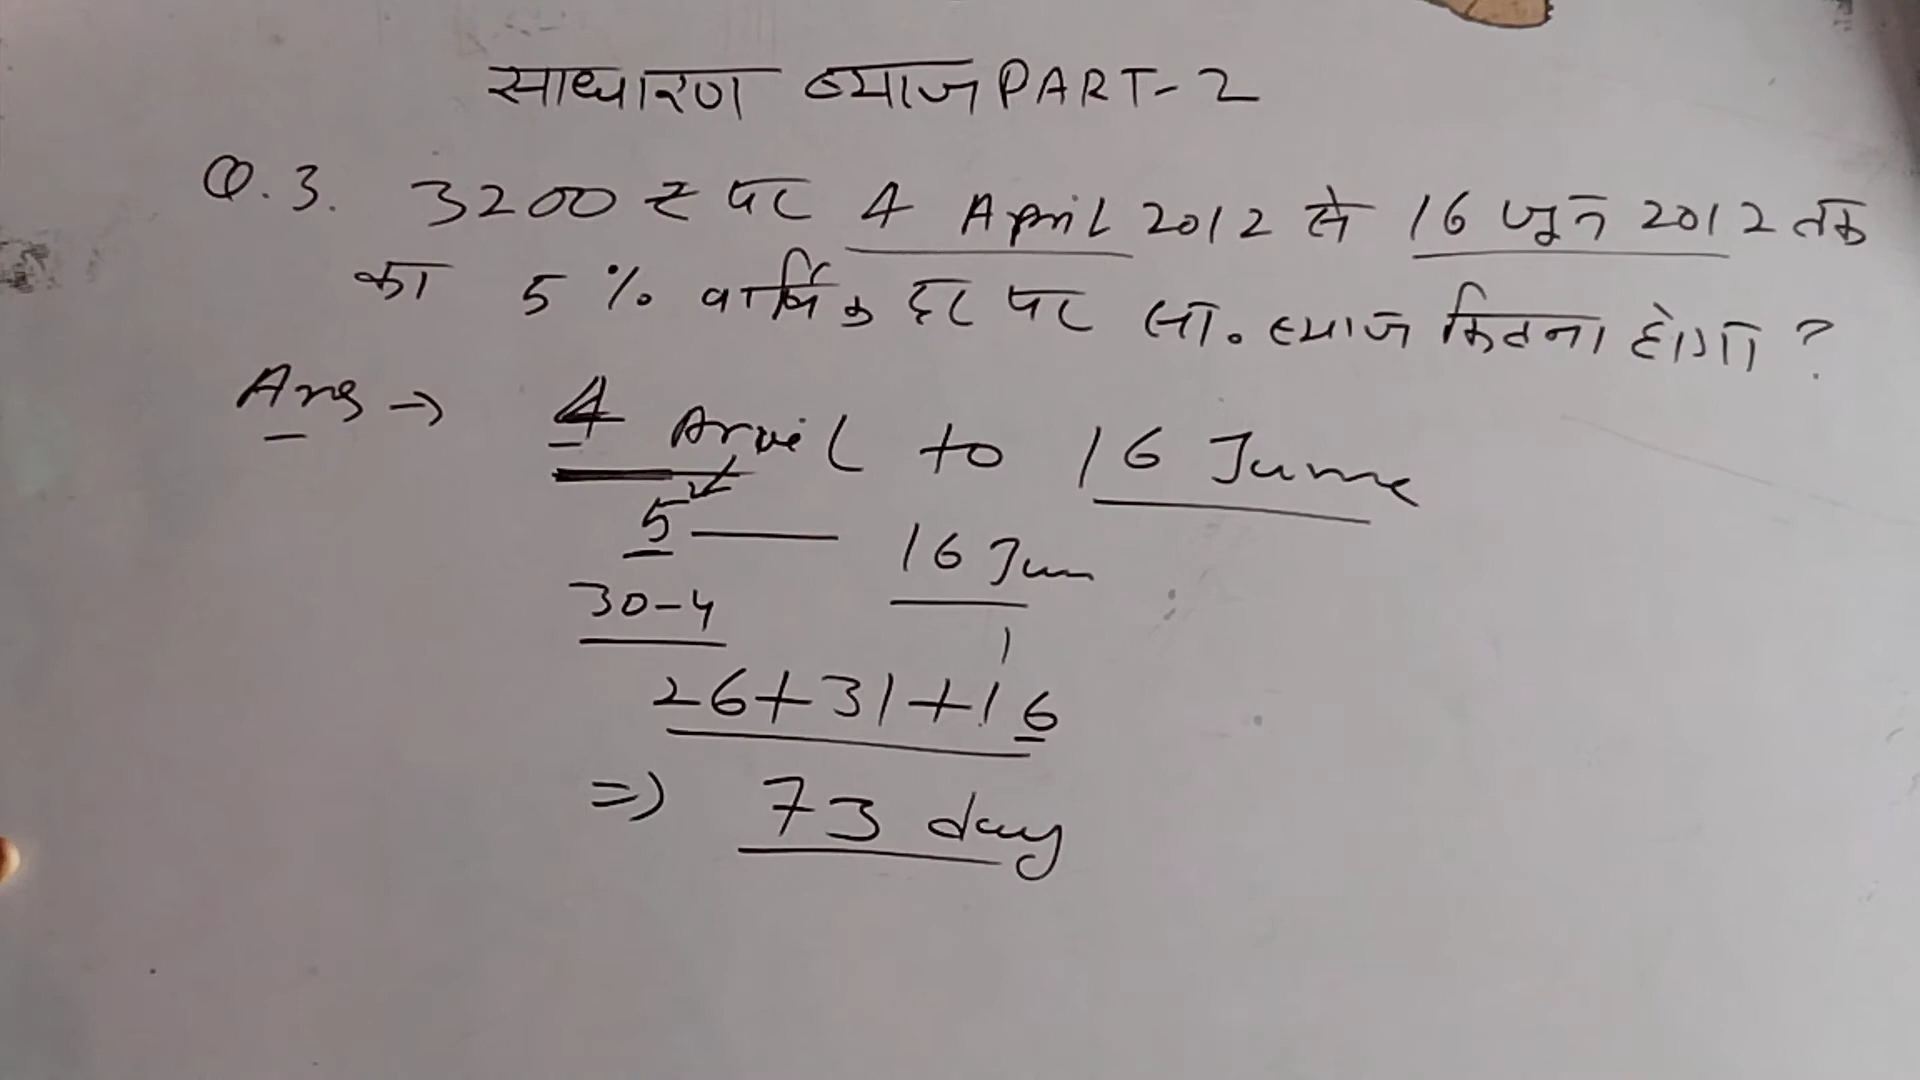 साधारण ब्याज PART-2
Q.3. 3200 ₹ पर 4 April 2012 से 16 जून 2012 तक
का 5 % वार्षिक दर पर सा. ब्याज कितना होगा ?
Ans → 4 April to 16 June
5 — 16 Jun
30-4
26+31+16
=> 73 day